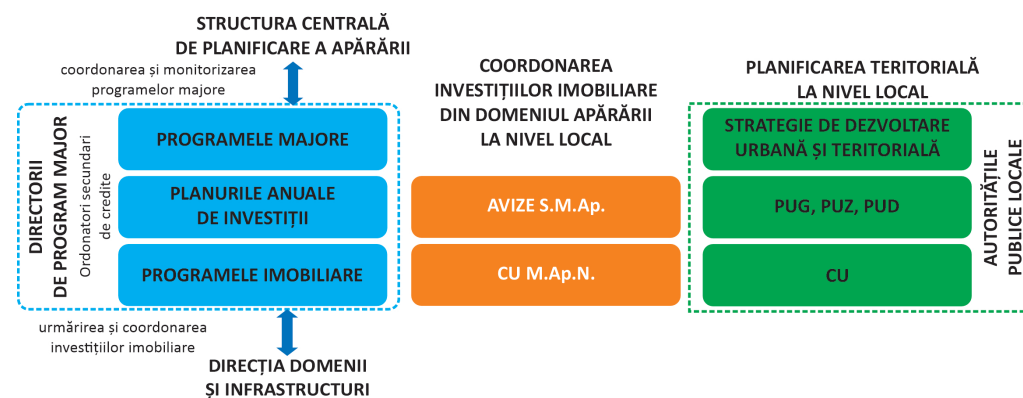 STRUCTURA CENTRALĂ
DE PLANIFICARE A APĂRĂRII
coordonarea și monitorizarea
programelor majore
DIRECTORII
DE PROGRAM MAJOR
Ordonatori secundari
de credite
PROGRAMELE MAJORE
PLANURILE ANUALE
DE INVESTIȚII
PROGRAMELE IMOBILIARE
urmărirea și coordonarea
investițiilor imobiliare
DIRECȚIA DOMENII
ȘI INFRASTRUCTURI
COORDONAREA
INVESTIȚIILOR IMOBILIARE
DIN DOMENIUL APĂRĂRII
LA NIVEL LOCAL
AVIZE S.M.Ap.
CU M.Ap.N.
PLANIFICAREA TERITORIALĂ
LA NIVEL LOCAL
STRATEGIE DE DEZVOLTARE
URBANĂ ȘI TERITORIALĂ
PUG, PUZ, PUD
CU
AUTORITĂȚILE
PUBLICE LOCALE